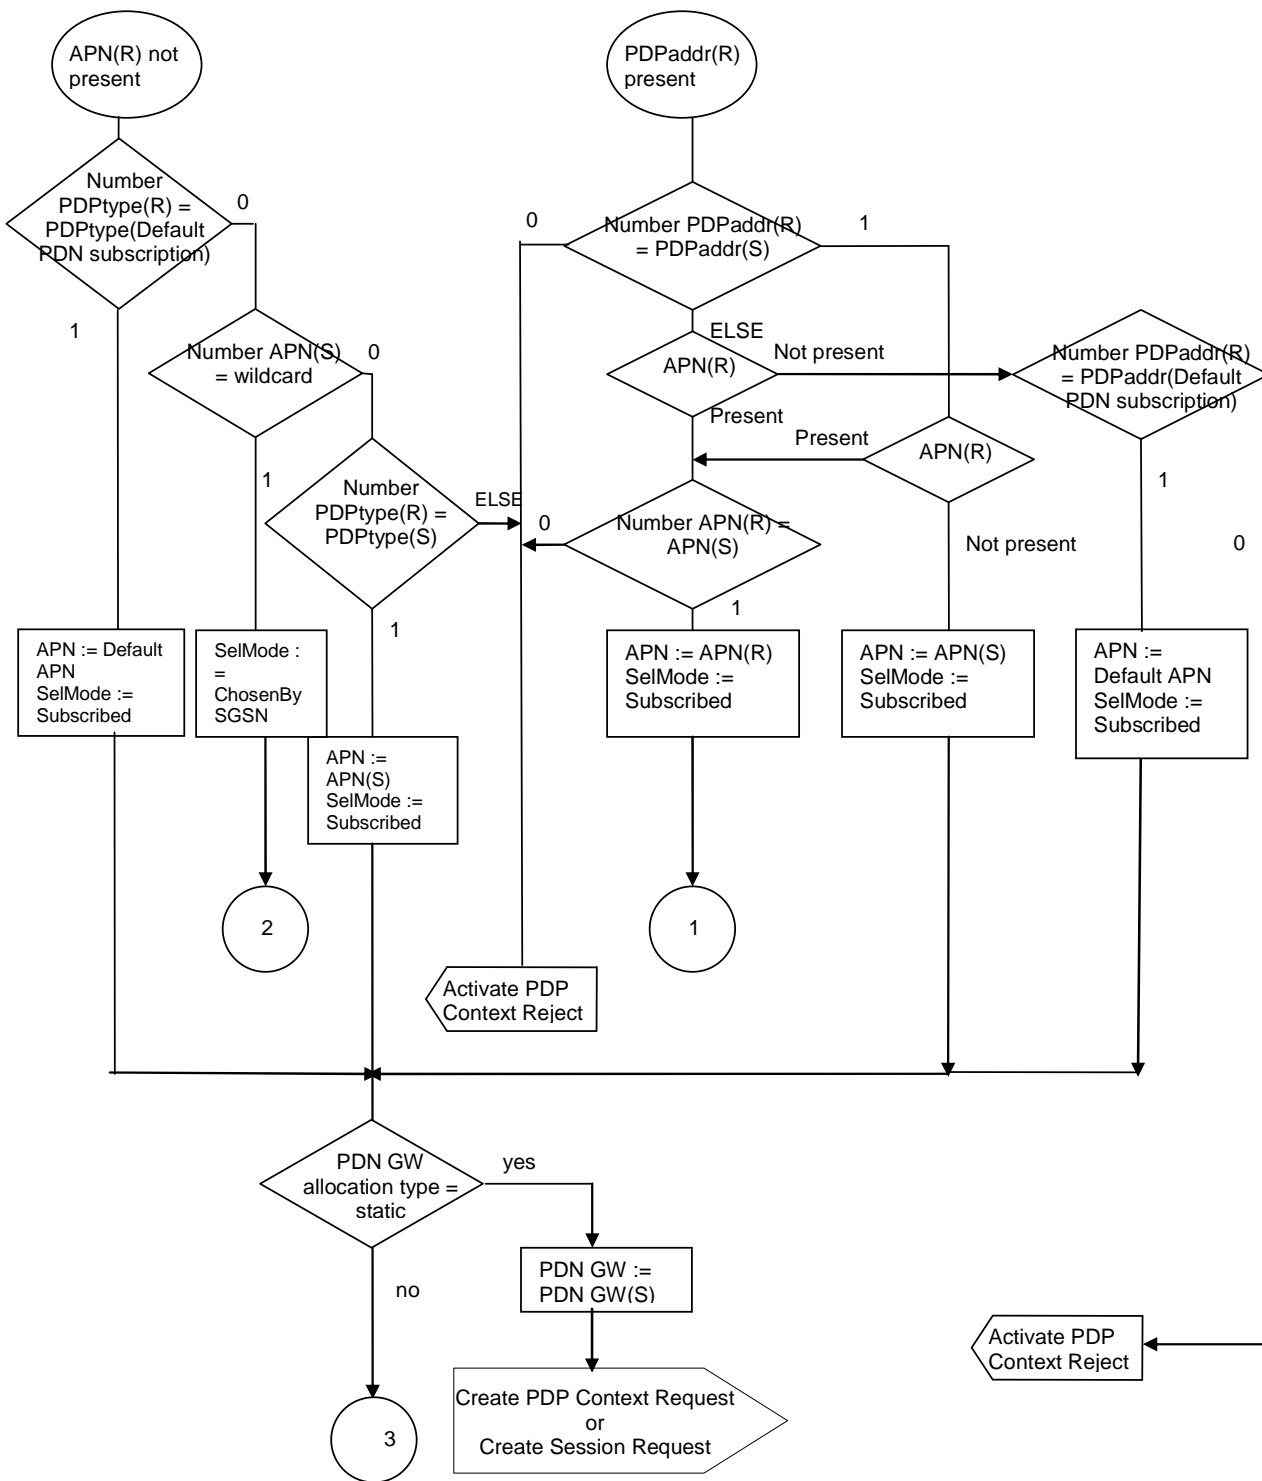 APN(R) not
present
PDPaddr(R)
present
Number
PDPtype(R) =
PDPtype(Default
PDN subscription)
0
1
Number PDPaddr(R)
= PDPaddr(S)
0
1
ELSE
Number APN(S)
= wildcard
0
1
APN(R)
Not present
Present
Number PDPaddr(R)
= PDPaddr(Default
PDN subscription)
1
0
Present
APN(R)
Not present
Number
PDPtype(R) =
PDPtype(S)
ELSE
1
0
Number APN(R) =
APN(S)
1
APN := Default
APN
SelMode :=
Subscribed
SelMode :
=
ChosenBy
SGSN
APN :=
APN(S)
SelMode :=
Subscribed
APN := APN(R)
SelMode :=
Subscribed
APN := APN(S)
SelMode :=
Subscribed
APN :=
Default APN
SelMode :=
Subscribed
2
1
Activate PDP
Context Reject
PDN GW
allocation type =
static
yes
no
PDN GW :=
PDN GW(S)
Activate PDP
Context Reject
3
Create PDP Context Request
or
Create Session Request